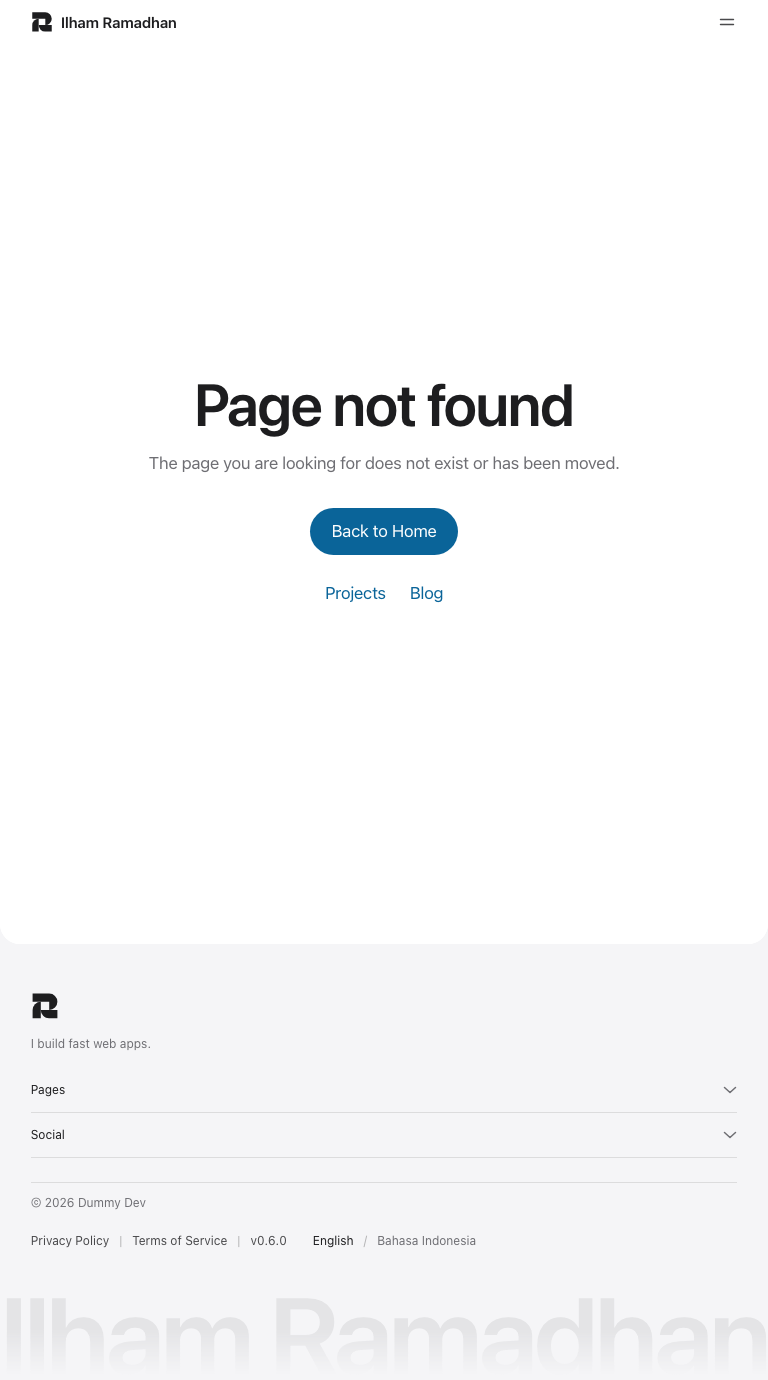 Ilham Ramadhan
Page not found
The page you are looking for does not exist or has been moved.
Back to Home
Projects Blog
I build fast web apps.
Pages
Social
© 2026 Dummy Dev
Privacy Policy | Terms of Service | v0.6.0 English / Bahasa Indonesia
Ilham Ramadhan